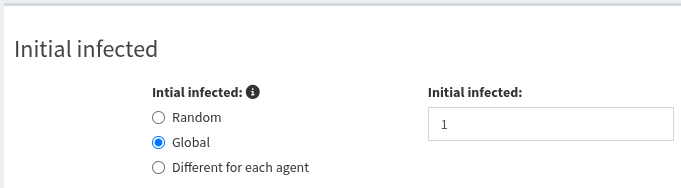 Initial infected
Intial infected:
Initial infected:
Random
1
Global
Different for each agent